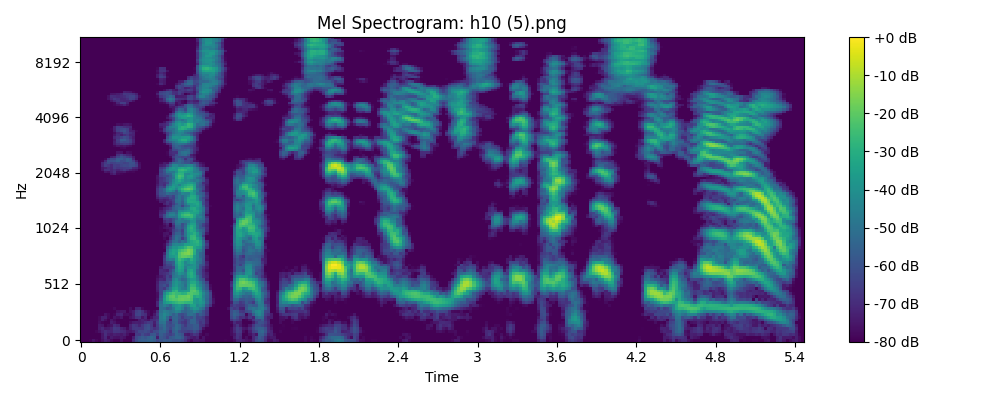 Mel Spectrogram: h10 (5).png
+0 dB
8192
-10 dB
4096
-20 dB
-30 dB
2048
Hz
-40 dB
1024
-50 dB
-60 dB
512
-70 dB
0
-80 dB
0 0.6 1.2 1.8 2.4 3 3.6 4.2 4.8 5.4
Time